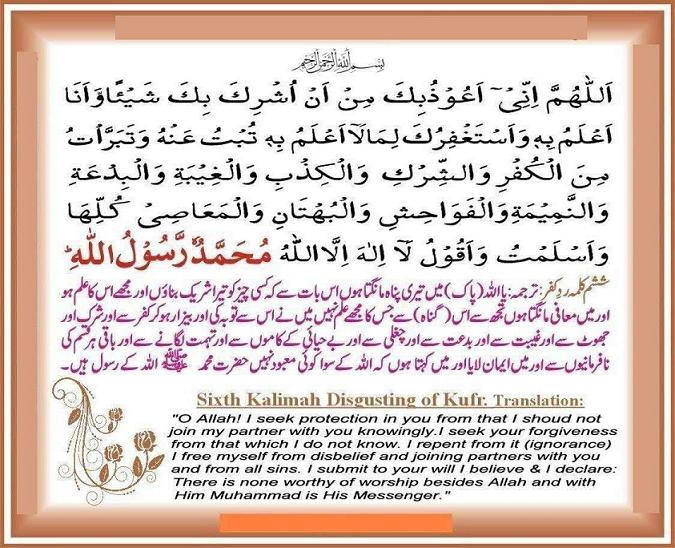 بِسْمِ اللهِ الرَّحْمٰنِ الرَّحِيْمِ
اَللّٰهُمَّ اِنِّيْٓ اَعُوْذُبِكَ مِنْ اَنْ اُشْرِكَ بِكَ شَيْئًا وَّاَنَا
اَعْلَمُ بِهٖ وَاَسْتَغْفِرُكَ لِمَالَآ اَعْلَمُ بِهٖ تُبْتُ عَنْهُ وَتَبَرَّأْتُ
مِنَ الْكُفْرِ وَالشِّرْكِ وَالْكِذْبِ وَالْغِيْبَةِ وَالْبِدْعَةِ
وَالنَّمِيْمَةِ وَالْفَوَاحِشِ وَالْبُهْتَانِ وَالْمَعَاصِيْ كُلِّهَا
وَاَسْلَمْتُ وَاَقُوْلُ لَآ اِلٰهَ اِلَّا اللهُ مُحَمَّدٌ رَّسُوْلُ اللهِؕ
ششم کلمہ ردِ کفر: ترجمہ: یا اللہ (پاک) میں تیری پناہ مانگتا ہوں اس بات سے کہ کسی چیز کو تیرا شریک بناؤں اور مجھے اس کا علم ہو
اور میں معافی مانگتا ہوں تجھ سے اس (گناہ) سے جس کا مجھے علم نہیں میں نے اس سے توبہ کی اور بیزار ہو کر کفر سے اور شرک اور
جھوٹ سے اور غیبت سے اور بدعت سے اور چغلی سے اور بے حیائی کے کاموں سے اور تہمت لگانے سے اور باقی ہر قسم کی
نافرمانیوں سے اور میں ایمان لایا اور میں کہتا ہوں کہ اللہ کے سوا کوئی معبود نہیں حضرت محمد ﷺ اللہ کے رسول ہیں۔
Sixth Kalimah Disgusting of Kufr. Translation:
"O Allah! I seek protection in you from that I shoud not
join my partner with you knowingly.I seek your forgiveness
from that which I do not know. I repent from it (ignorance)
I free myself from disbelief and joining partners with you
and from all sins. I submit to your will I believe & I declare:
There is none worthy of worship besides Allah and with
Him Muhammad is His Messenger."